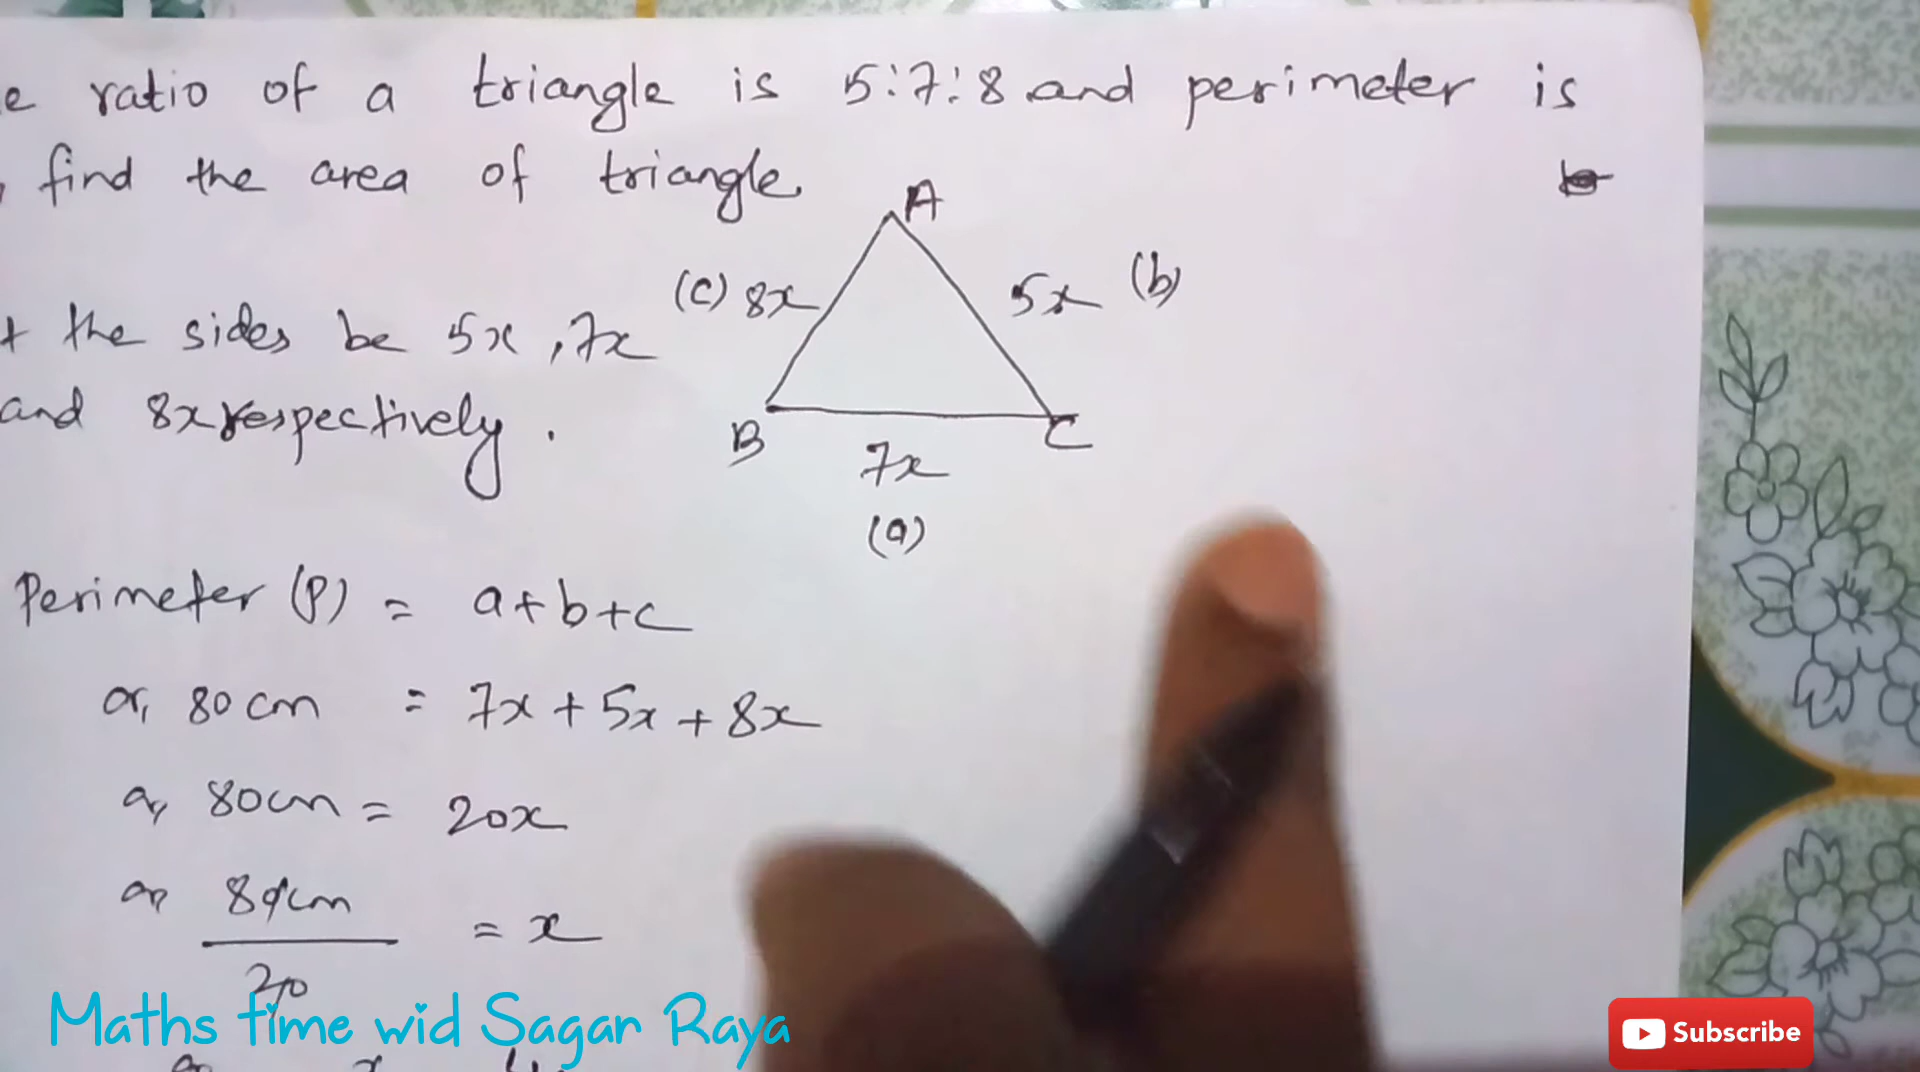 e ratio of a triangle is 5:7:8 and perimeter is
, find the area of triangle.
A
(c) 8x
5x (b)
the sides be 5x, 7x
and 8x respectively.
B
C
7x
(a)
Perimeter (P) = a+b+c
or, 80 cm = 7x + 5x + 8x
or, 80cm = 20x
or 80cm
= x
20
Maths time wid Sagar Raya
Subscribe